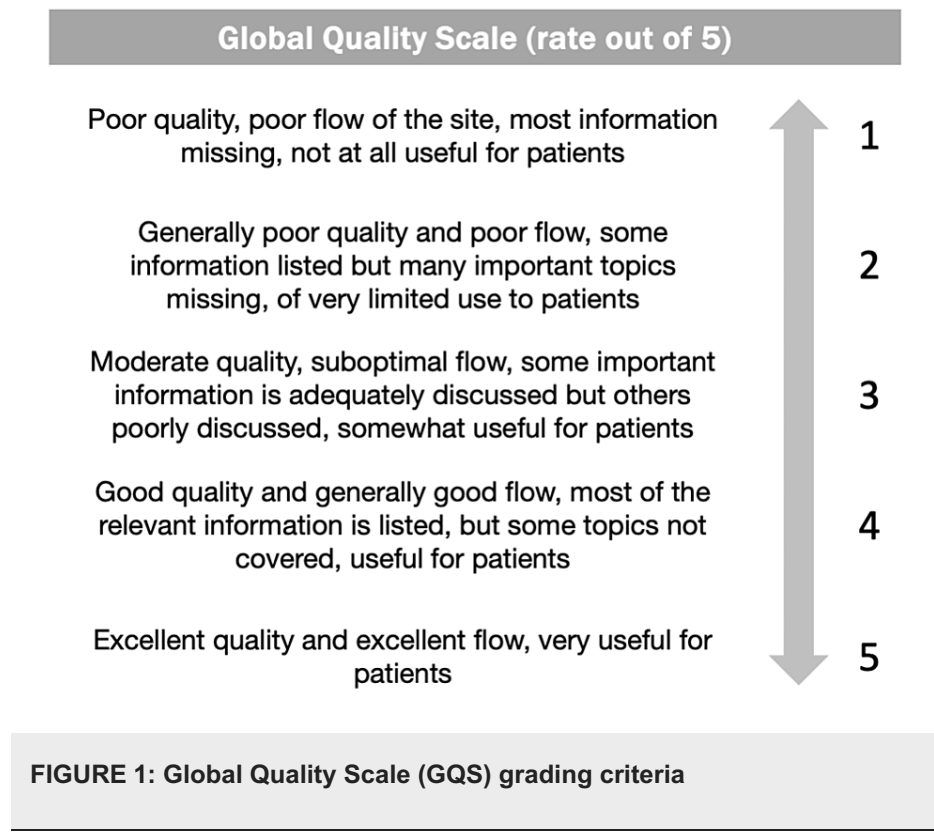 Global Quality Scale (rate out of 5)
Poor quality, poor flow of the site, most information
missing, not at all useful for patients
1
Generally poor quality and poor flow, some
information listed but many important topics
missing, of very limited use to patients
2
Moderate quality, suboptimal flow, some important
information is adequately discussed but others
poorly discussed, somewhat useful for patients
3
Good quality and generally good flow, most of the
relevant information is listed, but some topics not
covered, useful for patients
4
Excellent quality and excellent flow, very useful for
patients
5
FIGURE 1: Global Quality Scale (GQS) grading criteria